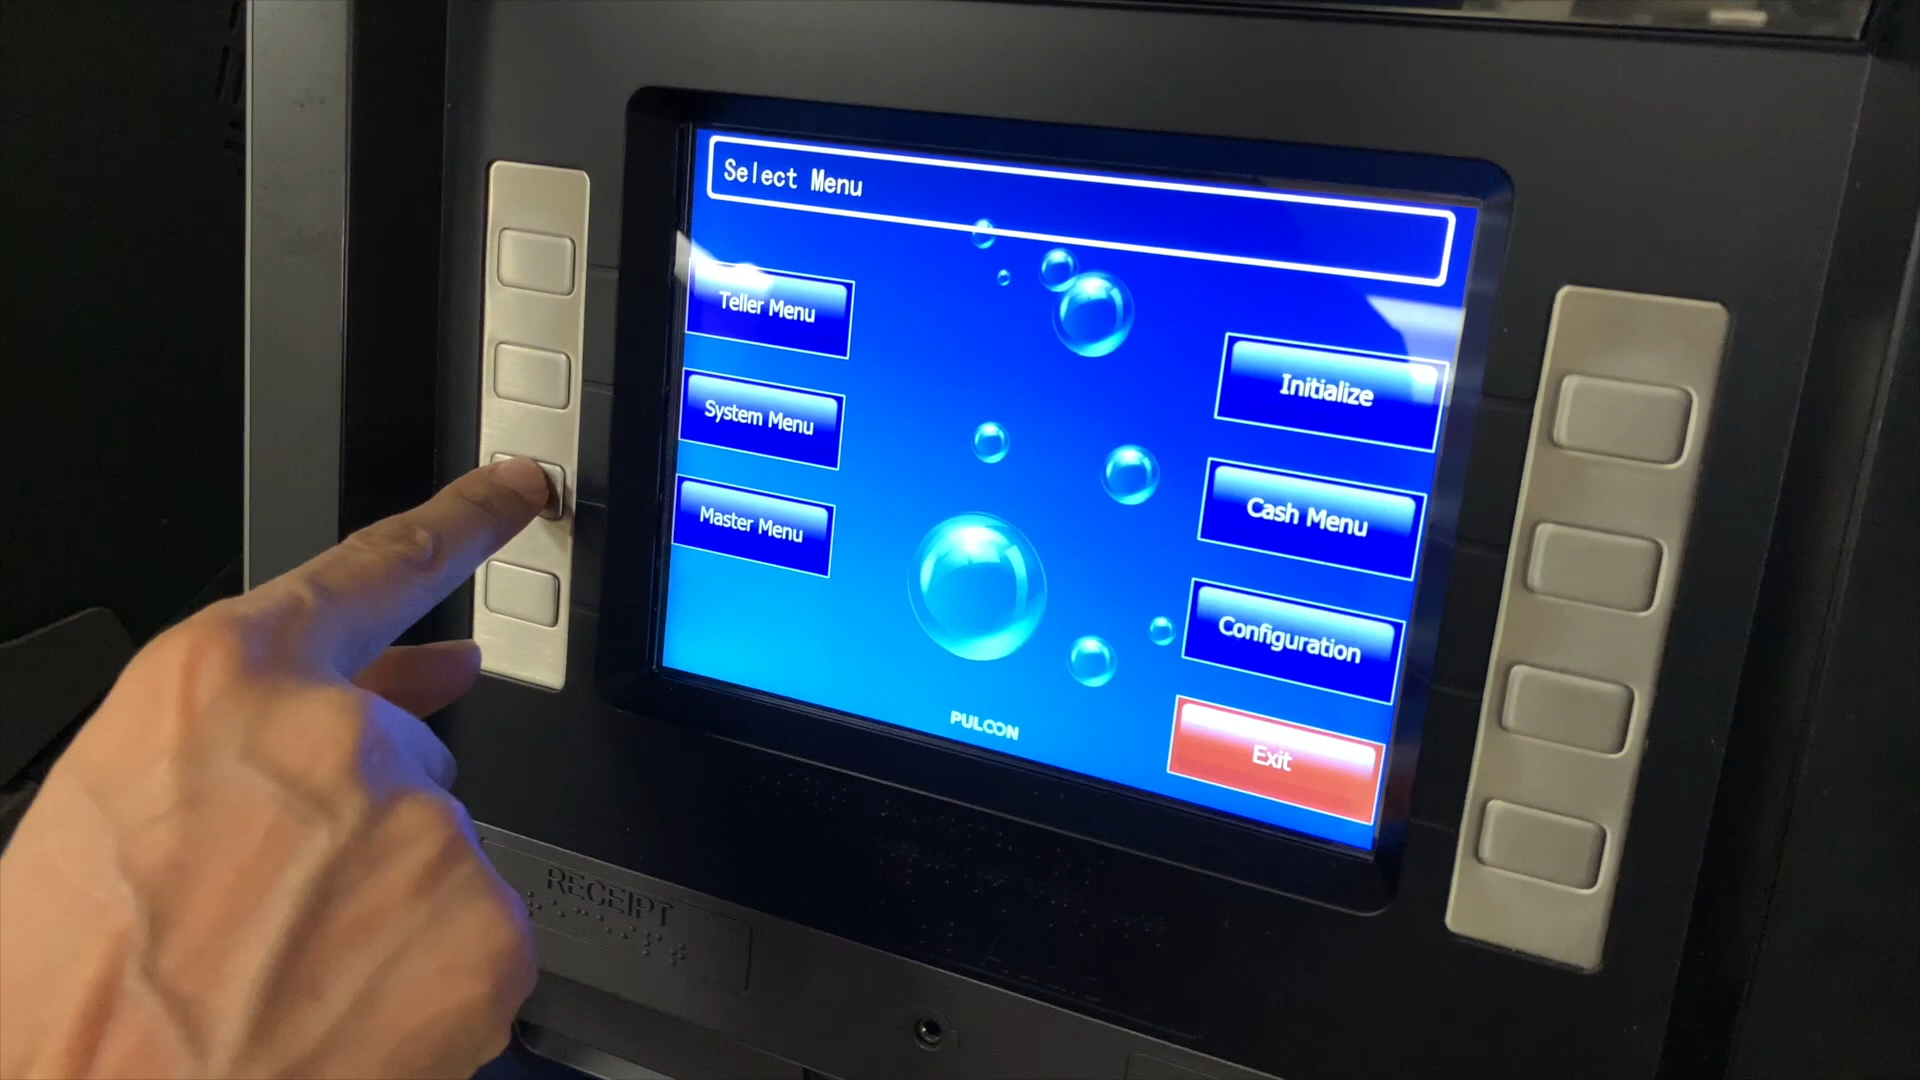 Select Menu
Teller Menu
System Menu
Master Menu
Initialize
Cash Menu
Configuration
Exit
PULOON
RECEIPT